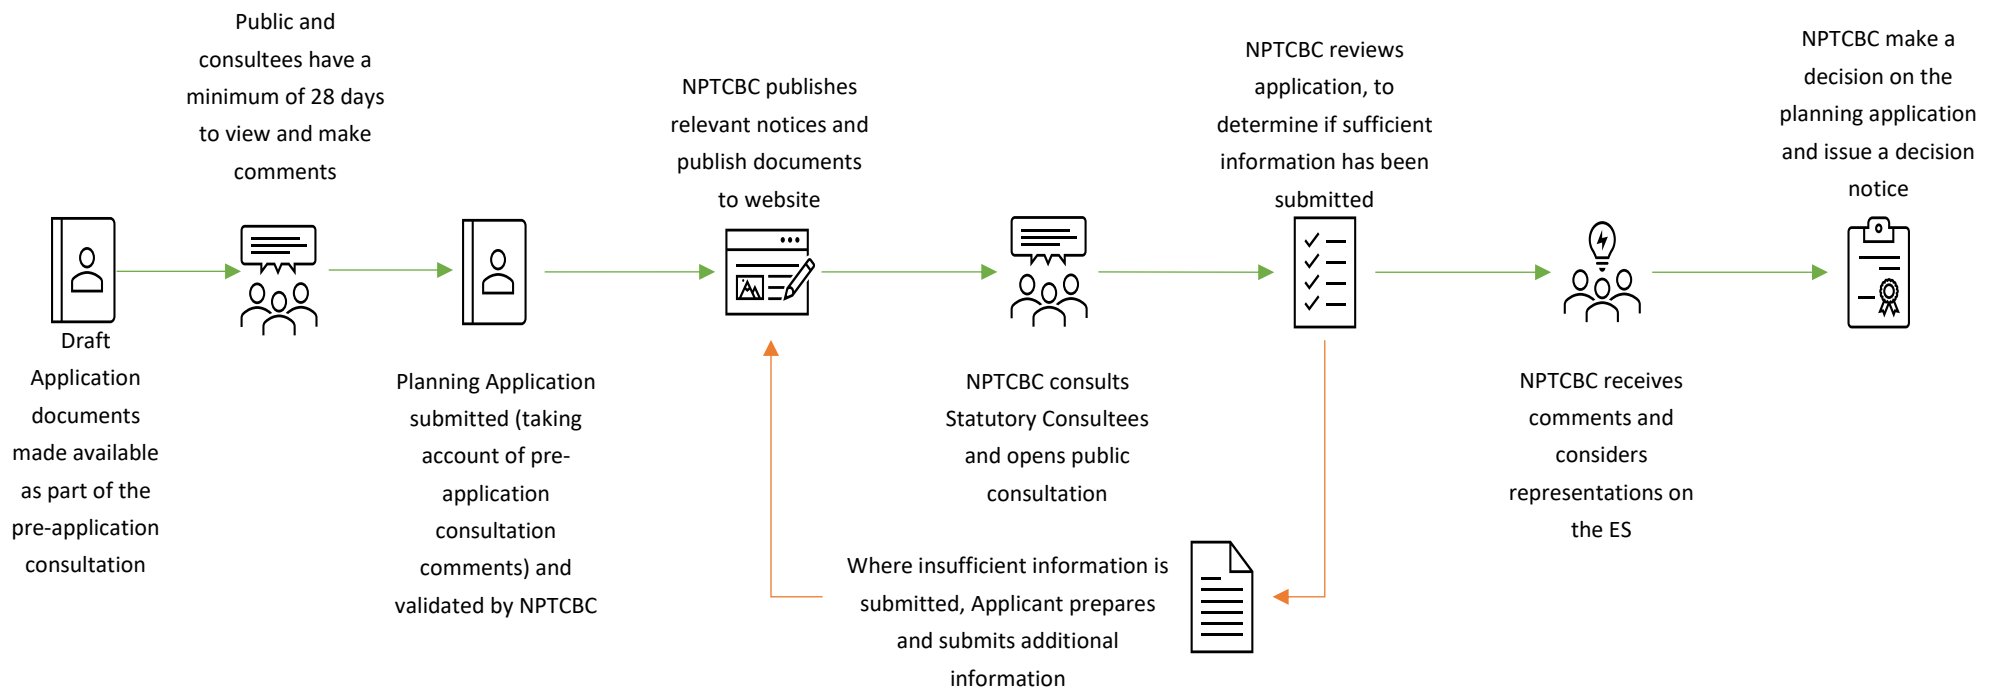 Public and
consultees have a
minimum of 28 days
to view and make
comments
NPTCBC publishes
relevant notices and
publish documents
to website
NPTCBC reviews
application, to
determine if sufficient
information has been
submitted
NPTCBC make a
decision on the
planning application
and issue a decision
notice
Draft
Application
documents
made available
as part of the
pre-application
consultation
Planning Application
submitted (taking
account of pre-
application
consultation
comments) and
validated by NPTCBC
NPTCBC consults
Statutory Consultees
and opens public
consultation
NPTCBC receives
comments and
considers
representations on
the ES
Where insufficient information is
submitted, Applicant prepares
and submits additional
information